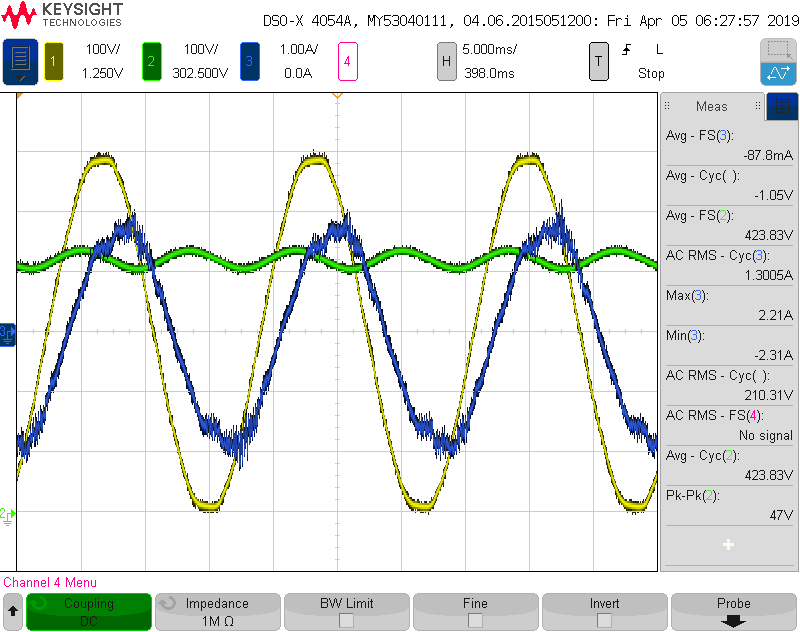 KEYSIGHT
TECHNOLOGIES
DSO-X 4054A, MY53040111, 04.06.2015051200: Fri Apr 05 06:27:57 2019
1 100V/ 2 100V/ 3 1.00A/ 4 H 5.000ms/ T L
1.250V 302.500V 0.0A 398.0ms Stop
Meas
Avg - FS(3):
-87.8mA
Avg - Cyc( ):
-1.05V
Avg - FS(2):
423.83V
AC RMS - Cyc(3):
1.3005A
Max(3):
2.21A
Min(3):
-2.31A
AC RMS - Cyc( ):
210.31V
AC RMS - FS(4):
No signal
Avg - Cyc(2):
423.83V
Pk-Pk(2):
47V
3
2
Channel 4 Menu
Coupling Impedance BW Limit Fine Invert Probe
DC 1M Ω